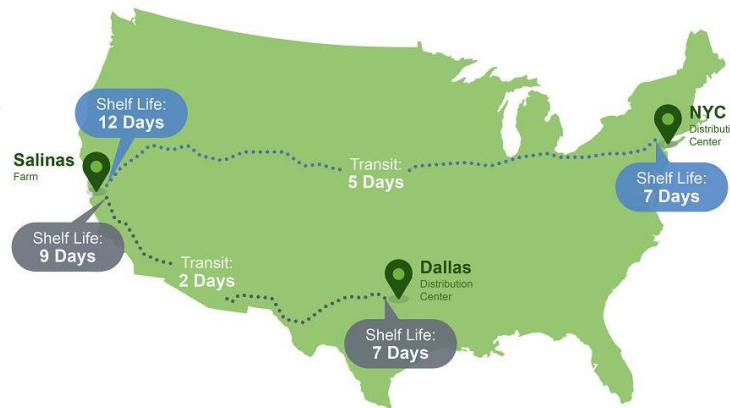 Shelf Life:
12 Days
Salinas
Farm
Shelf Life:
9 Days
Transit:
5 Days
NYC
Distributi
Center
Shelf Life:
7 Days
Transit:
2 Days
Dallas
Distribution
Center
Shelf Life:
7 Days